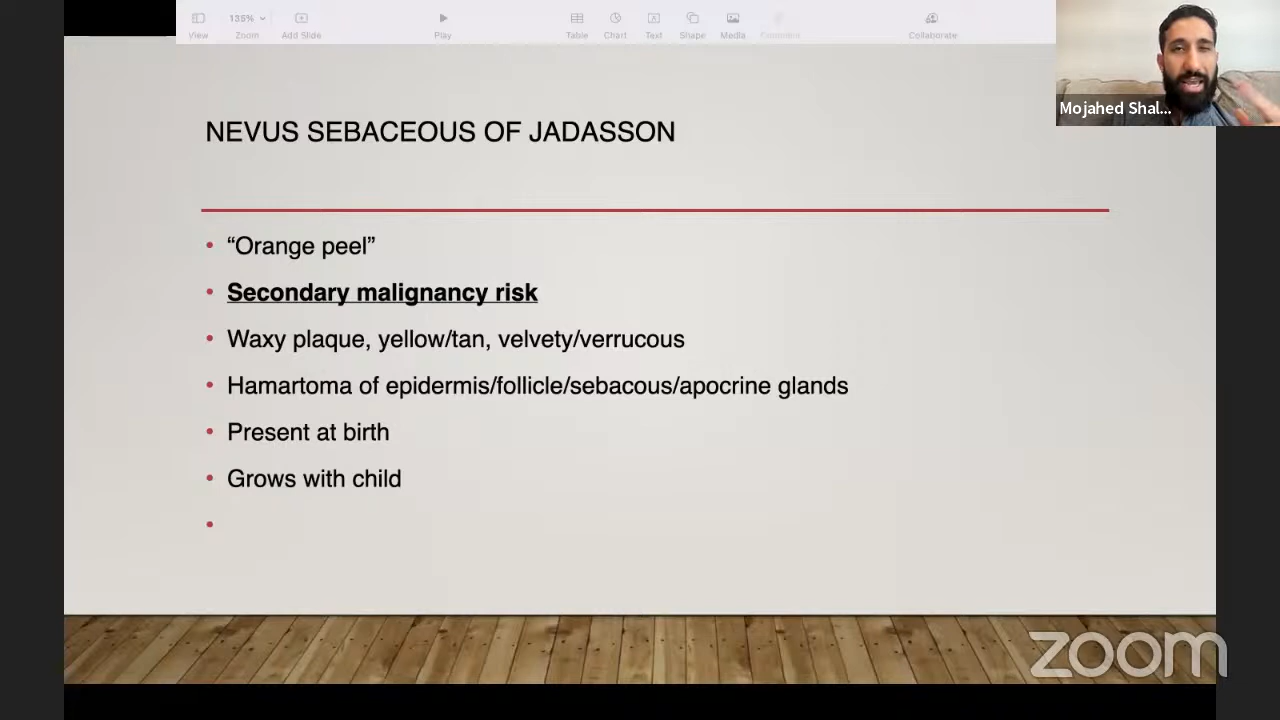 135%
View
Zoom
Add Slide
Play
Table
Chart
Text
Shape
Media
Comment
Collaborate
Mojahed Shal...
NEVUS SEBACEOUS OF JADASSON
• “Orange peel”
• Secondary malignancy risk
• Waxy plaque, yellow/tan, velvety/verrucous
• Hamartoma of epidermis/follicle/sebacous/apocrine glands
• Present at birth
• Grows with child
•
zoom